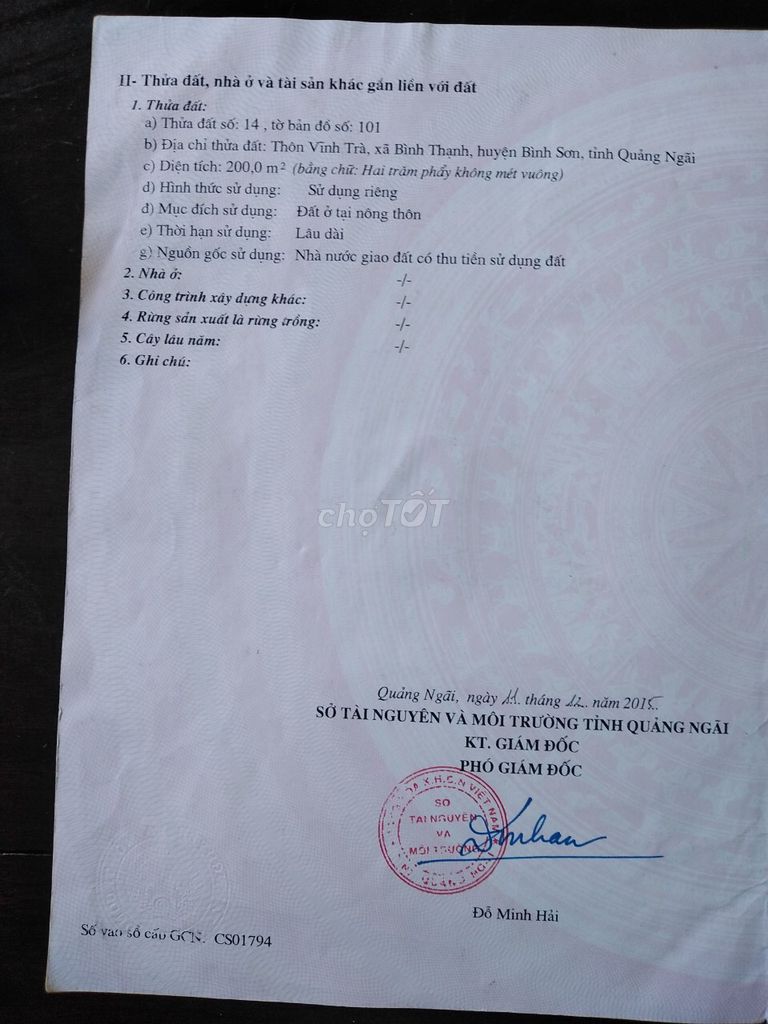 II- Thửa đất, nhà ở và tài sản khác gắn liền với đất
1. Thửa đất:
a) Thửa đất số: 14 , tờ bản đồ số: 101
b) Địa chỉ thửa đất: Thôn Vĩnh Trà, xã Bình Thạnh, huyện Bình Sơn, tỉnh Quảng Ngãi
c) Diện tích: 200,0 m² (bằng chữ: Hai trăm phẩy không mét vuông)
d) Hình thức sử dụng: Sử dụng riêng
đ) Mục đích sử dụng: Đất ở tại nông thôn
e) Thời hạn sử dụng: Lâu dài
g) Nguồn gốc sử dụng: Nhà nước giao đất có thu tiền sử dụng đất
2. Nhà ở: -/-
3. Công trình xây dựng khác: -/-
4. Rừng sản xuất là rừng trồng: -/-
5. Cây lâu năm: -/-
6. Ghi chú:
chợTỐT
Quảng Ngãi, ngày 11 tháng 12 năm 2015
SỞ TÀI NGUYÊN VÀ MÔI TRƯỜNG TỈNH QUẢNG NGÃI
KT. GIÁM ĐỐC
PHÓ GIÁM ĐỐC
X.H.C.N VIỆT NAM
SỞ
TÀI NGUYÊN
VÀ
MÔI TRƯỜNG
QUẢNG NGÃI
Đỗ Minh Hải
Số vào sổ cấp GCN: CS01794